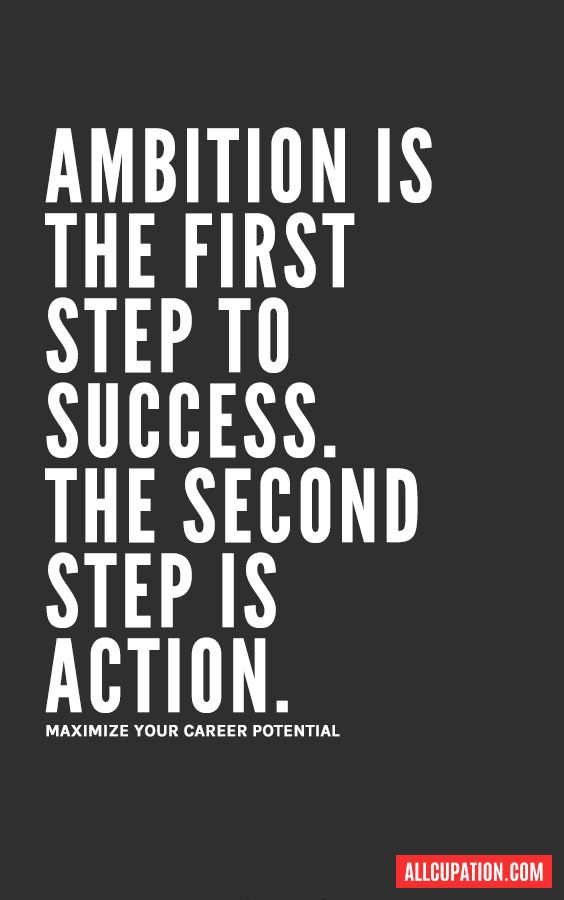 AMBITION IS
THE FIRST
STEP TO
SUCCESS.
THE SECOND
STEP IS
ACTION.
MAXIMIZE YOUR CAREER POTENTIAL
ALLCUPATION.COM